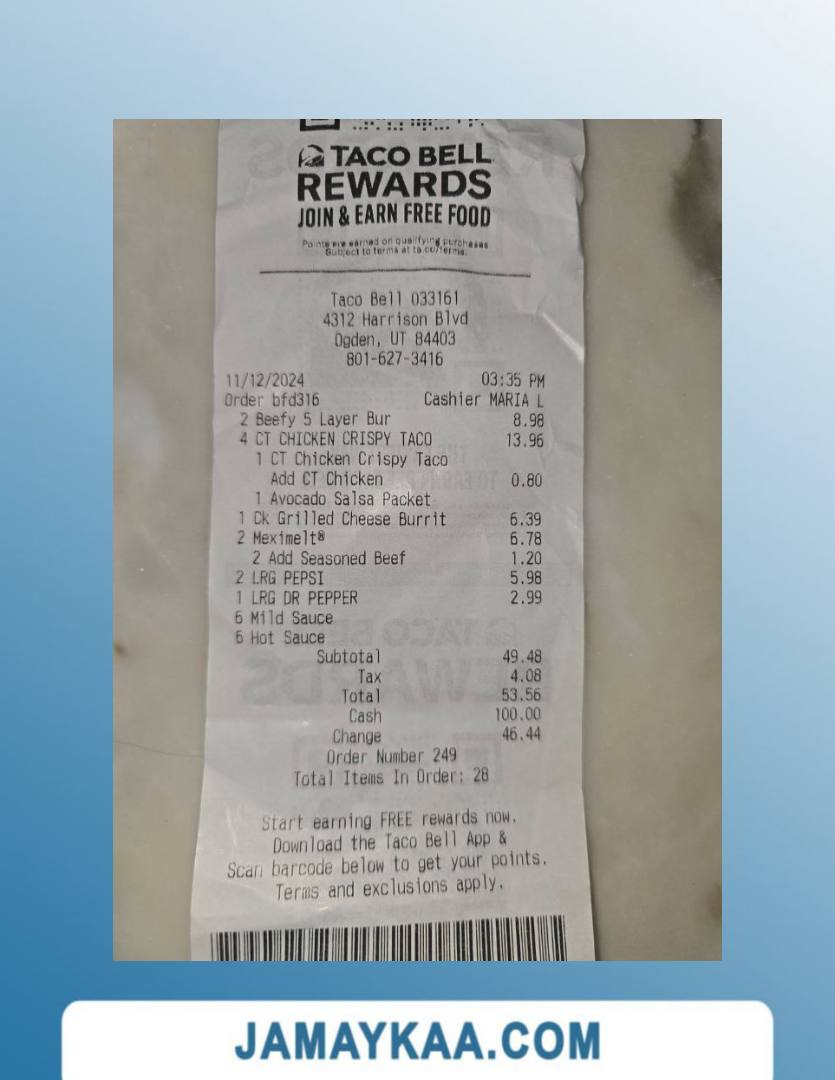 TACO BELL
REWARDS
JOIN & EARN FREE FOOD
Points are earned on qualifying purchases
Subject to terms at ta.co/terms.
Taco Bell 033161
4312 Harrison Blvd
Ogden, UT 84403
801-627-3416
11/12/2024 03:35 PM
Order bfd316 Cashier MARIA L
2 Beefy 5 Layer Bur 8.98
4 CT CHICKEN CRISPY TACO 13.96
1 CT Chicken Crispy Taco
Add CT Chicken 0.80
1 Avocado Salsa Packet
1 Ck Grilled Cheese Burrit 6.39
2 Meximelt® 6.78
2 Add Seasoned Beef 1.20
2 LRG PEPSI 5.98
1 LRG DR PEPPER 2.99
6 Mild Sauce
6 Hot Sauce
Subtotal 49.48
Tax 4.08
Total 53.56
Cash 100.00
Change 46.44
Order Number 249
Total Items In Order: 28
Start earning FREE rewards now.
Download the Taco Bell App &
Scan barcode below to get your points.
Terms and exclusions apply.
JAMAYKAA.COM